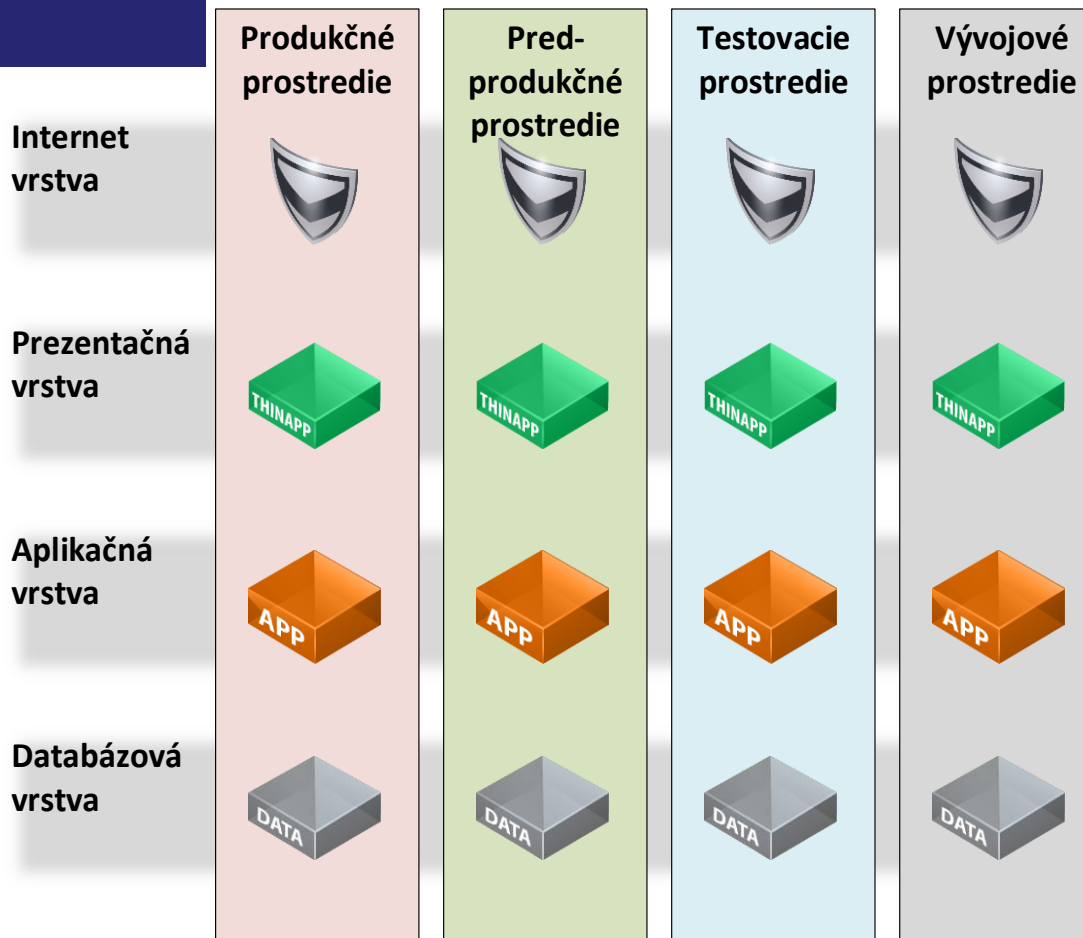 Produkčné
prostredie
Pred-
produkčné
prostredie
Testovacie
prostredie
Vývojové
prostredie
Internet
vrstva
Prezentačná
vrstva
THINAPP
THINAPP
THINAPP
THINAPP
Aplikačná
vrstva
APP
APP
APP
APP
Databázová
vrstva
DATA
DATA
DATA
DATA